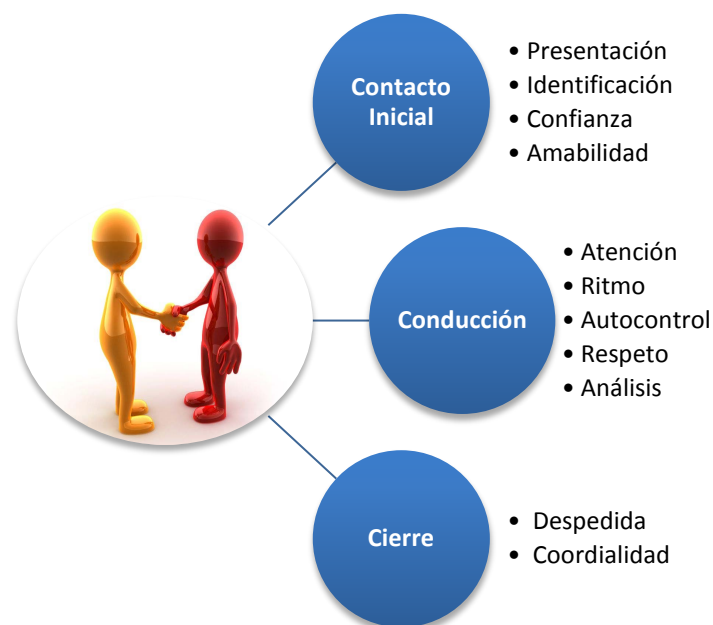 Contacto
Inicial
• Presentación
• Identificación
• Confianza
• Amabilidad
Conducción
• Atención
• Ritmo
• Autocontrol
• Respeto
• Análisis
Cierre
• Despedida
• Coordialidad